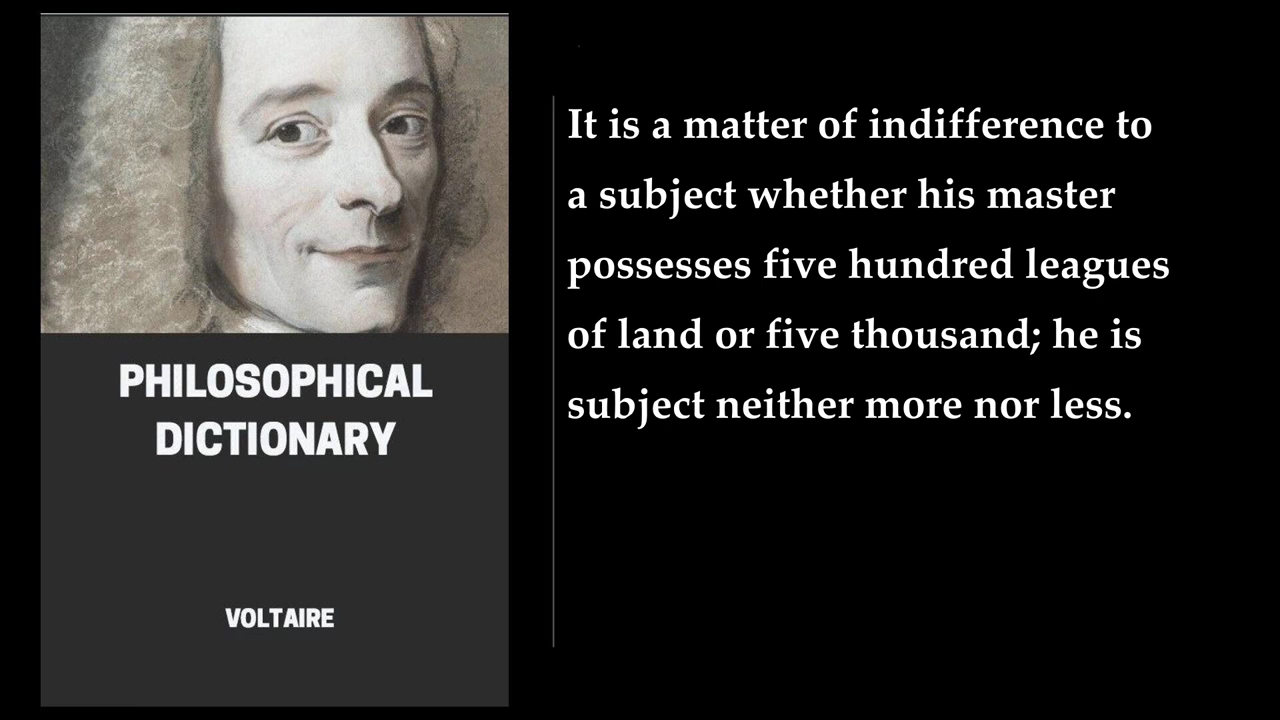 PHILOSOPHICAL
DICTIONARY
VOLTAIRE
It is a matter of indifference to
a subject whether his master
possesses five hundred leagues
of land or five thousand; he is
subject neither more nor less.